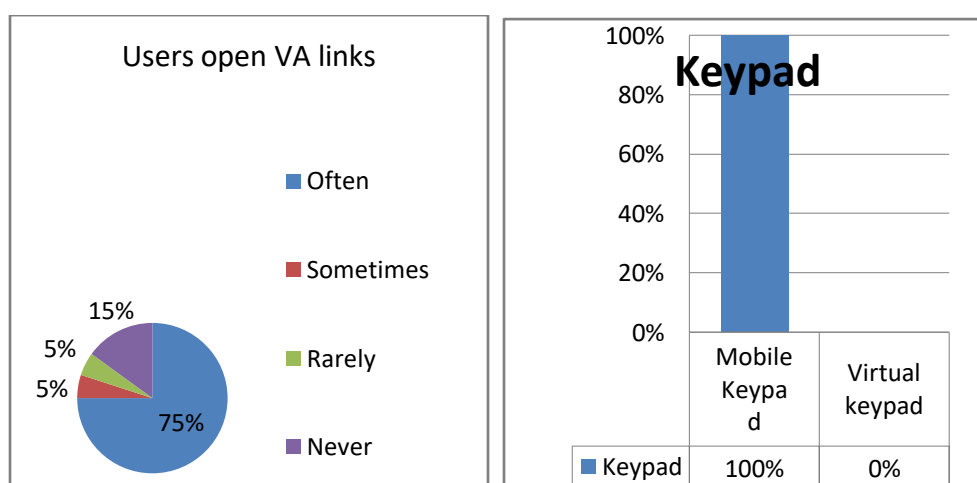 Users open VA links
Often
Sometimes
Rarely
Never
15%
5%
5%
75%
Keypad
100%
80%
60%
40%
20%
0%
Mobile
Keypa
d
Virtual
keypad
Keypad 100% 0%